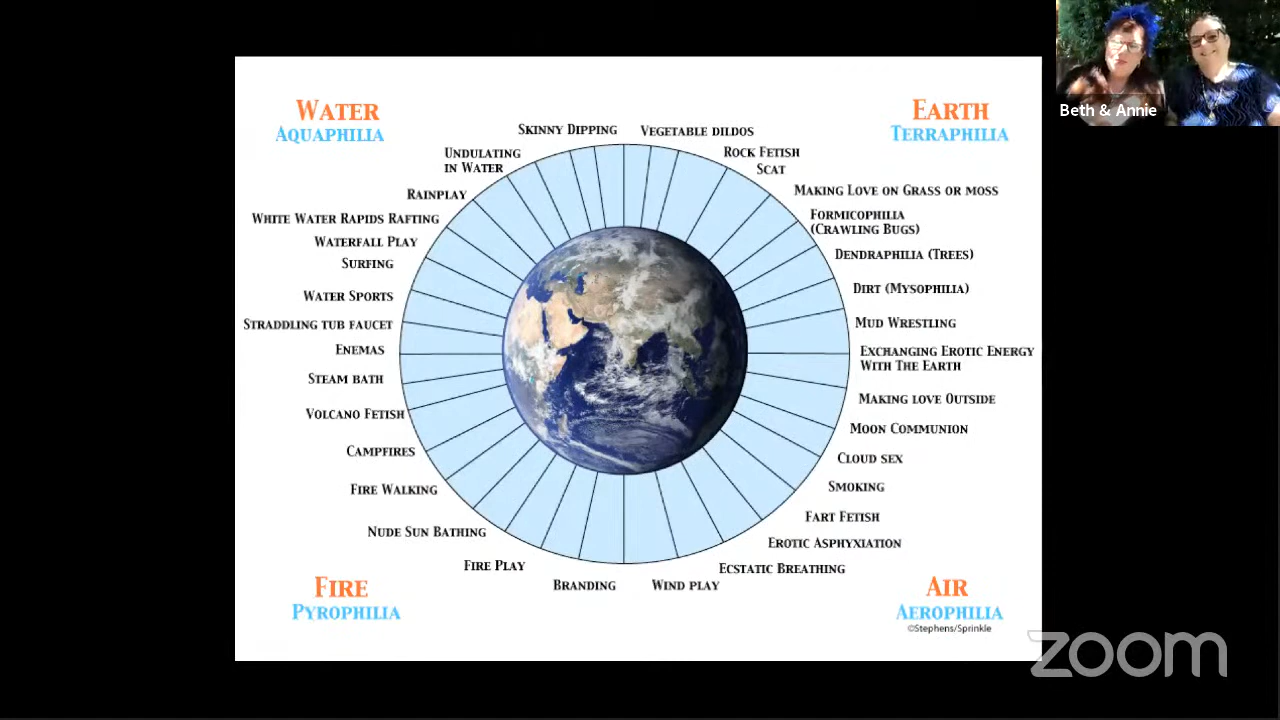 Beth & Annie
WATER
AQUAPHILIA
EARTH
TERRAPHILIA
SKINNY DIPPING
VEGETABLE DILDOS
UNDULATING
IN WATER
ROCK FETISH
SCAT
RAINPLAY
MAKING LOVE ON GRASS OR MOSS
WHITE WATER RAPIDS RAFTING
FORMICOPHILIA
(CRAWLING BUGS)
WATERFALL PLAY
DENDRAPHILIA (TREES)
SURFING
DIRT (MYSOPHILIA)
WATER SPORTS
MUD WRESTLING
STRADDLING TUB FAUCET
EXCHANGING EROTIC ENERGY
WITH THE EARTH
ENEMAS
STEAM BATH
MAKING LOVE OUTSIDE
VOLCANO FETISH
MOON COMMUNION
CAMPFIRES
CLOUD SEX
FIRE WALKING
SMOKING
NUDE SUN BATHING
FART FETISH
EROTIC ASPHYXIATION
FIRE PLAY
ECSTATIC BREATHING
BRANDING
WIND PLAY
FIRE
PYROPHILIA
AIR
AEROPHILIA
©Stephens/Sprinkle
zoom